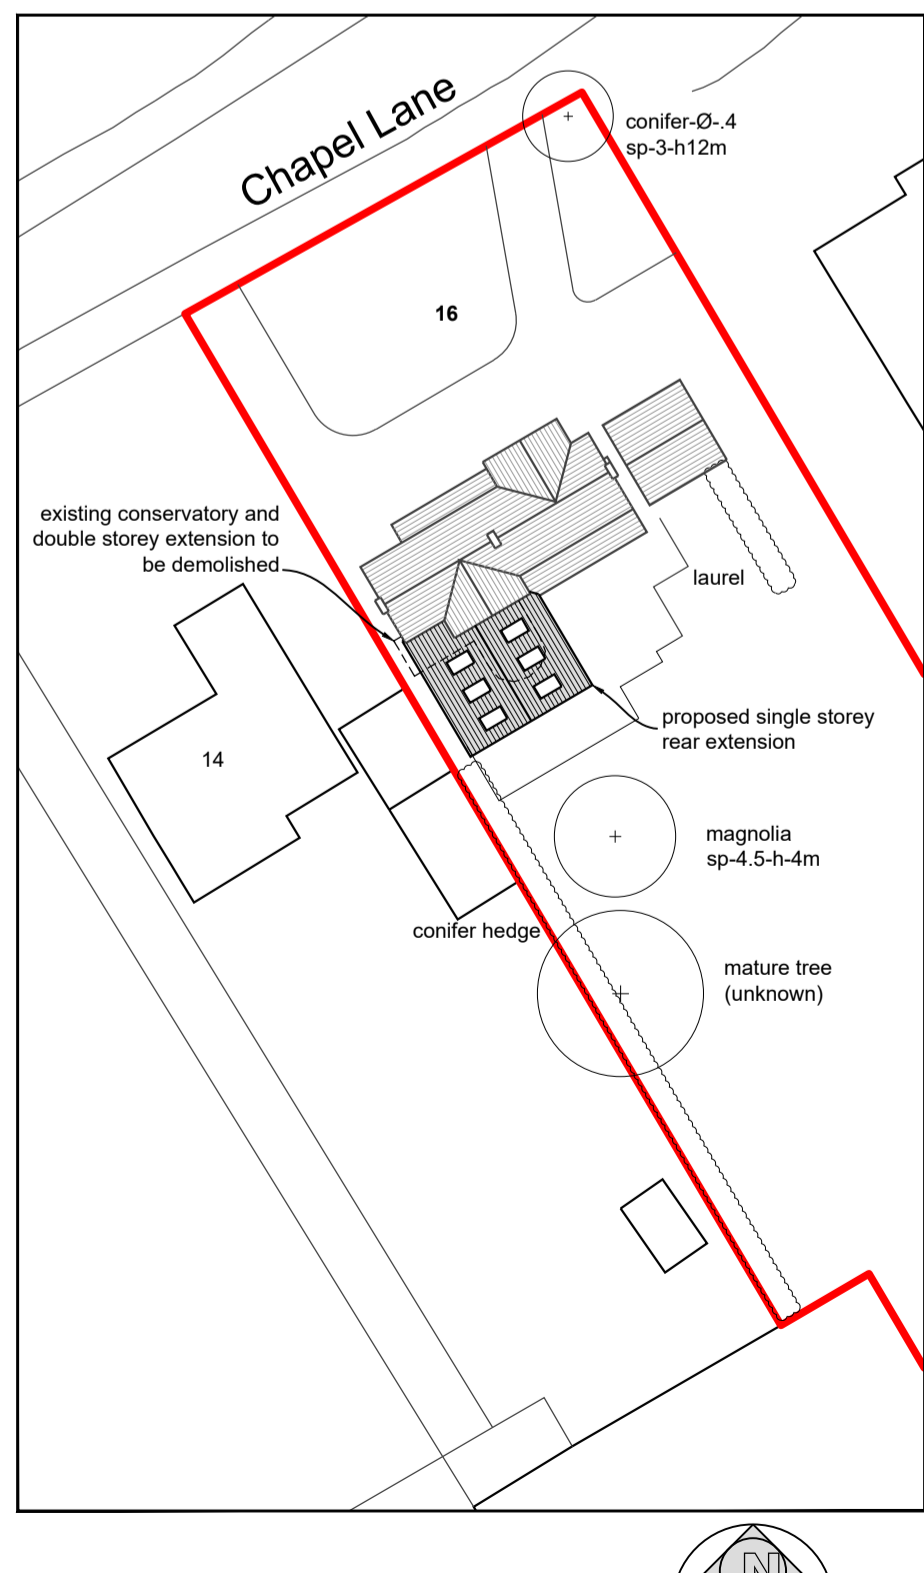 Chapel Lane
conifer-Ø-.4
sp-3-h12m
16
existing conservatory and
double storey extension to
be demolished
laurel
proposed single storey
rear extension
14
magnolia
sp-4.5-h-4m
conifer hedge
mature tree
(unknown)
N